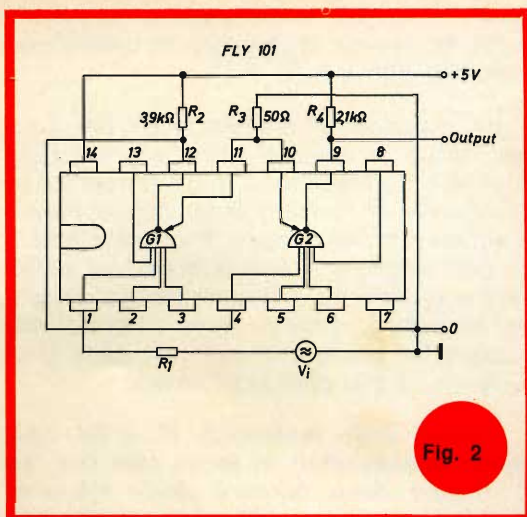 FLY 101
+5V
3,9kΩ R2 R3 50Ω R4 2,1kΩ
Output
14 13 12 11 10 9 8
G1 G2
1 2 3 4 5 6 7
0
R1 Vi
Fig. 2